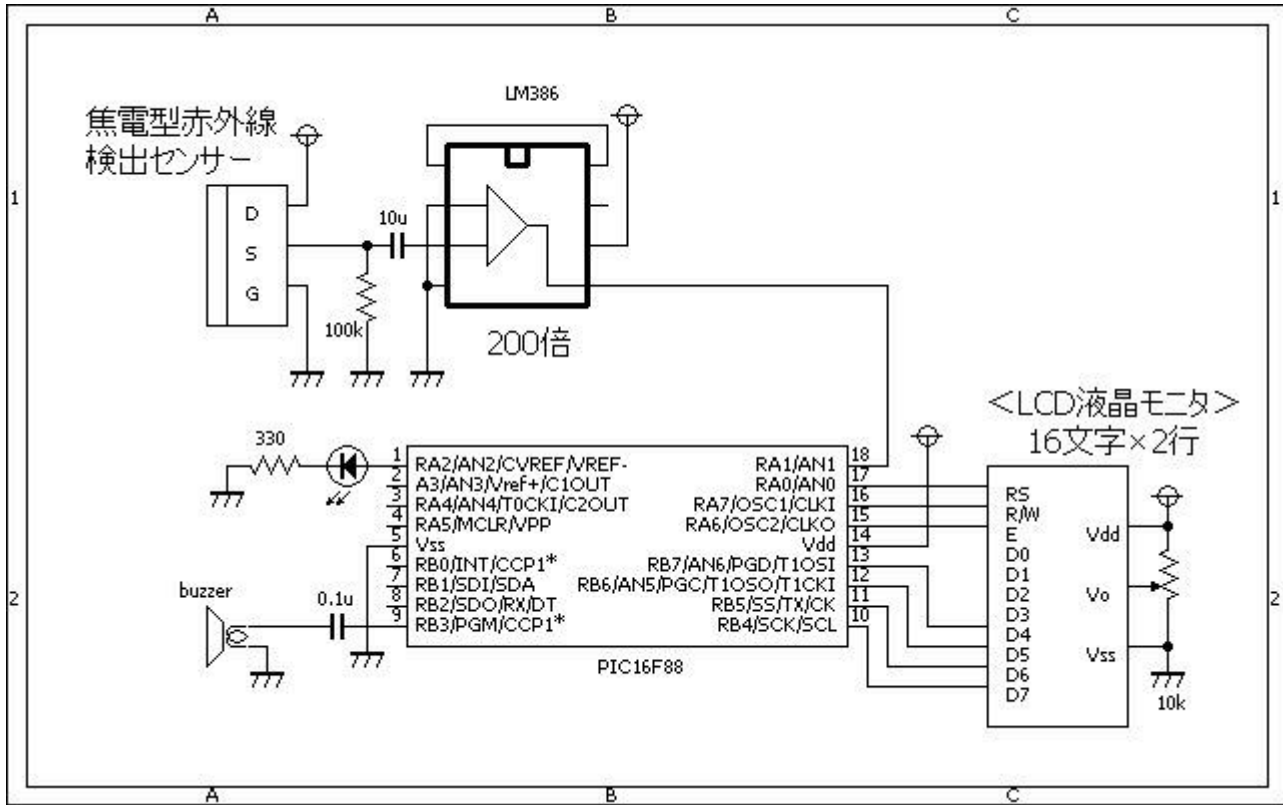 A B C
LM386
焦電型赤外線
検出センサー
1 1
D
10u
S
G
100k
200倍
<LCD液晶モニタ>
16文字×2行
330
1 RA2/AN2/CVREF/VREF- RA1/AN1 18
2 A3/AN3/Vref+/C1OUT RA0/AN0 17
3 RA4/AN4/T0CKI/C2OUT RA7/OSC1/CLKI 16
4 RA5/MCLR/VPP RA6/OSC2/CLKO 15
5 Vss Vdd 14
6 RB0/INT/CCP1* RB7/AN6/PGD/T1OSI 13
7 RB1/SDI/SDA RB6/AN5/PGC/T1OSO/T1CKI 12
8 RB2/SDO/RX/DT RB5/SS/TX/CK 11
9 RB3/PGM/CCP1* RB4/SCK/SCL 10
PIC16F88
buzzer
0.1u
RS
R/W
E
D0
D1
D2
D3
D4
D5
D6
D7
Vdd
Vo
Vss
10k
2 2
A B C